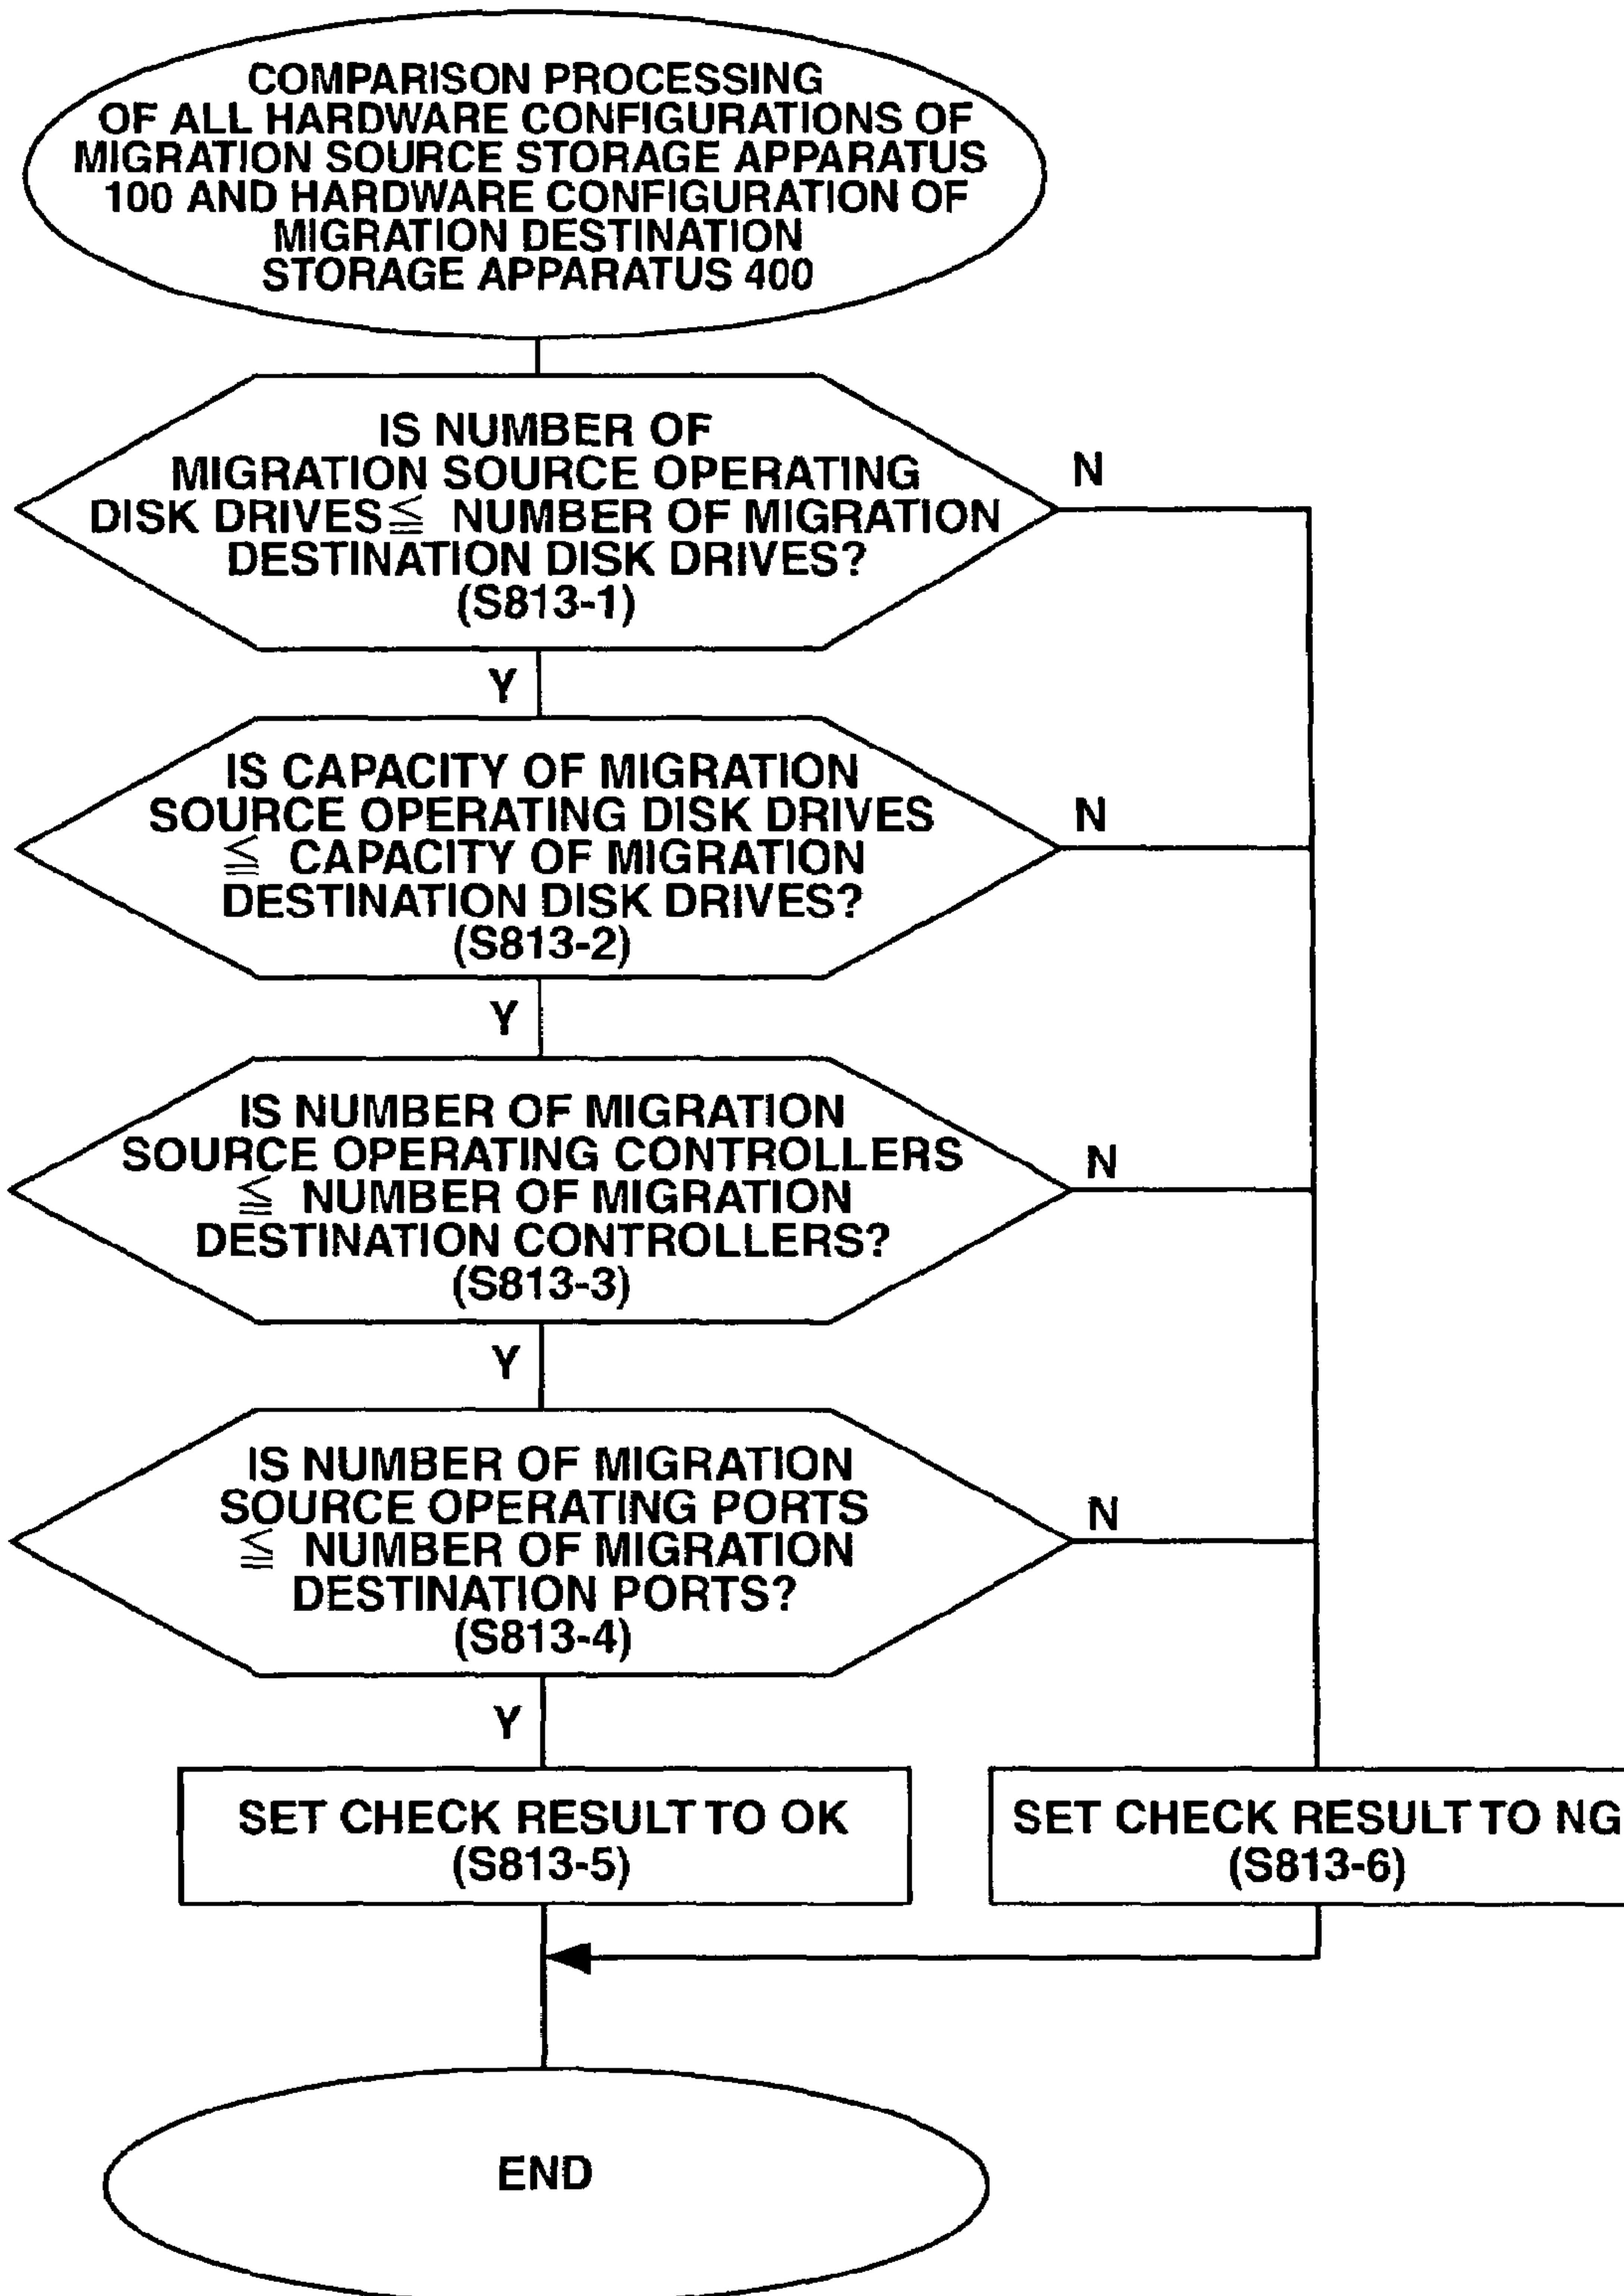 COMPARISON PROCESSING
OF ALL HARDWARE CONFIGURATIONS OF
MIGRATION SOURCE STORAGE APPARATUS
100 AND HARDWARE CONFIGURATION OF
MIGRATION DESTINATION
STORAGE APPARATUS 400
IS NUMBER OF
MIGRATION SOURCE OPERATING
DISK DRIVES≦ NUMBER OF MIGRATION
DESTINATION DISK DRIVES?
(S813-1)
N
Y
IS CAPACITY OF MIGRATION
SOURCE OPERATING DISK DRIVES
≦ CAPACITY OF MIGRATION
DESTINATION DISK DRIVES?
(S813-2)
N
Y
IS NUMBER OF MIGRATION
SOURCE OPERATING CONTROLLERS
≦ NUMBER OF MIGRATION
DESTINATION CONTROLLERS?
(S813-3)
N
Y
IS NUMBER OF MIGRATION
SOURCE OPERATING PORTS
≦ NUMBER OF MIGRATION
DESTINATION PORTS?
(S813-4)
N
Y
SET CHECK RESULT TO OK
(S813-5)
SET CHECK RESULT TO NG
(S813-6)
END